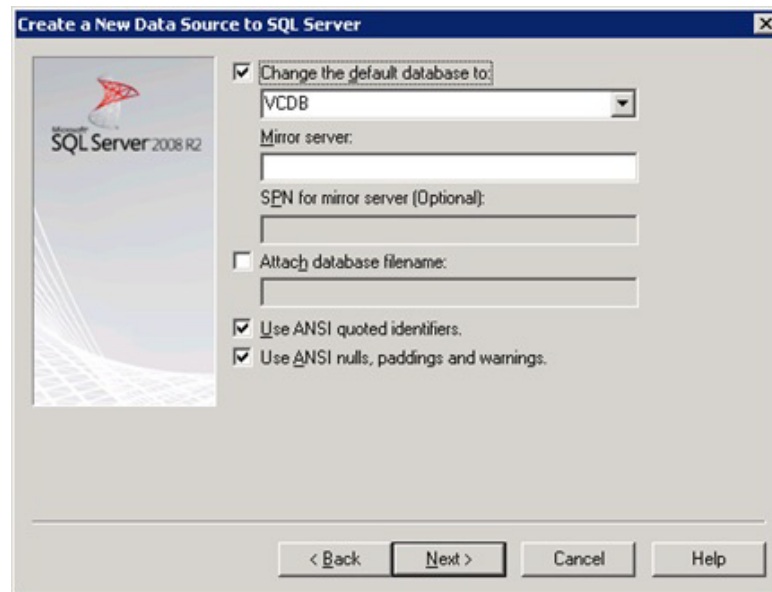 Create a New Data Source to SQL Server
Microsoft
SQL Server 2008 R2
Change the default database to:
VCDB
Mirror server:
SPN for mirror server (Optional):
Attach database filename:
Use ANSI quoted identifiers.
Use ANSI nulls, paddings and warnings.
< Back
Next >
Cancel
Help